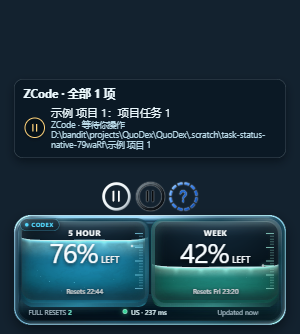 ZCode · 全部 1 项
示例 项目 1：项目任务 1
ZCode · 等待你操作
D:\bandit\projects\QuoDex\QuoDex\.scratch\task-status-
native-79waRf\示例 项目 1
?
CODEX
5 HOUR
76% LEFT
Resets 22:44
WEEK
42% LEFT
Resets Fri 23:20
FULL RESETS 2
US · 237 ms
Updated now